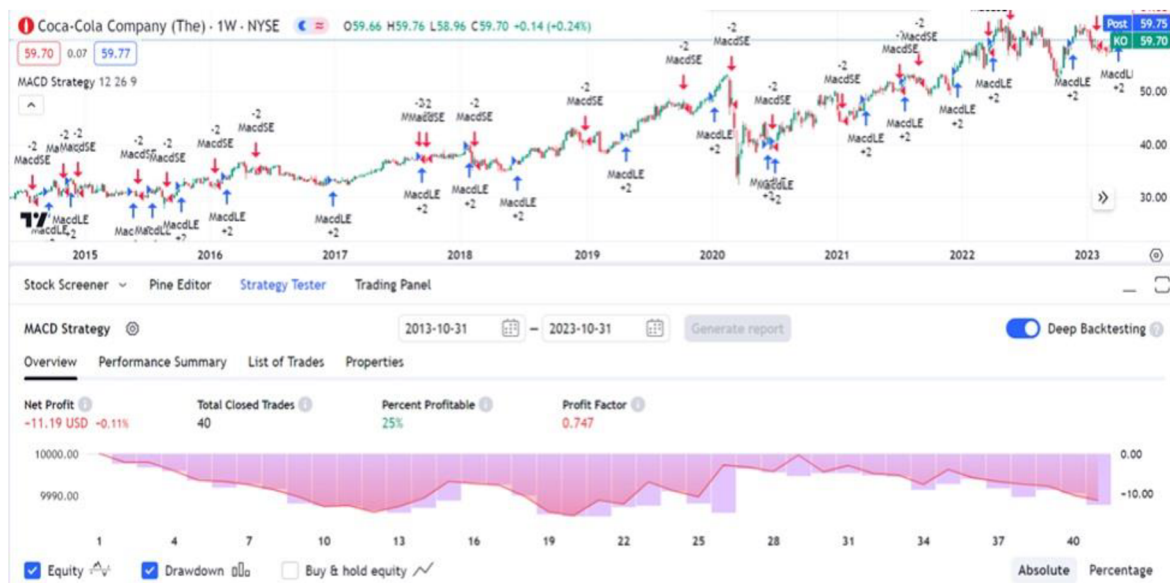 Coca-Cola Company (The) · 1W · NYSE O59.66 H59.76 L58.96 C59.70 +0.14 (+0.24%)
59.70 0.07 59.77
MACD Strategy 12 26 9
Post 59.75
KO 59.70
50.00
40.00
30.00
-2
MacdSE
MacdLE
+2
2015 2016 2017 2018 2019 2020 2021 2022 2023
Stock Screener Pine Editor Strategy Tester Trading Panel
MACD Strategy 2013-10-31 – 2023-10-31 Generate report Deep Backtesting
Overview Performance Summary List of Trades Properties
Net Profit Total Closed Trades Percent Profitable Profit Factor
-11.19 USD -0.11% 40 25% 0.747
10000.00 0.00
9990.00 -10.00
1 4 7 10 13 16 19 22 25 28 31 34 37 40
Equity Drawdown Buy & hold equity Absolute Percentage